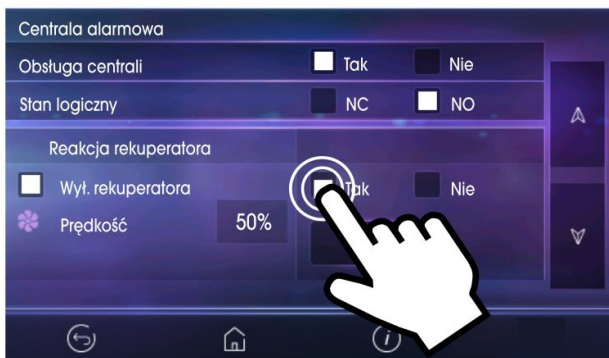 Centrala alarmowa
Obsługa centrali Tak Nie
Stan logiczny NC NO
Reakcja rekuperatora
Wył. rekuperatora Tak Nie
Prędkość 50%
i